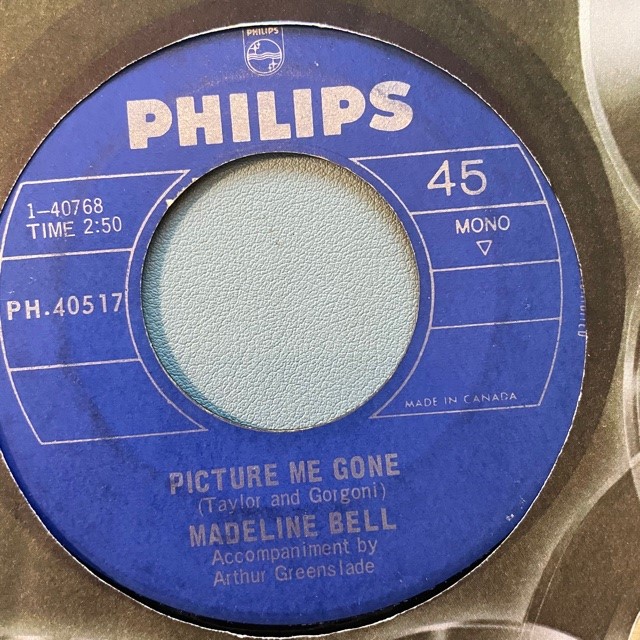 PHILIPS
PHILIPS
1-40768
TIME 2:50
PH.40517
45
MONO
MADE IN CANADA
PICTURE ME GONE
(Taylor and Gorgoni)
MADELINE BELL
Accompaniment by
Arthur Greenslade